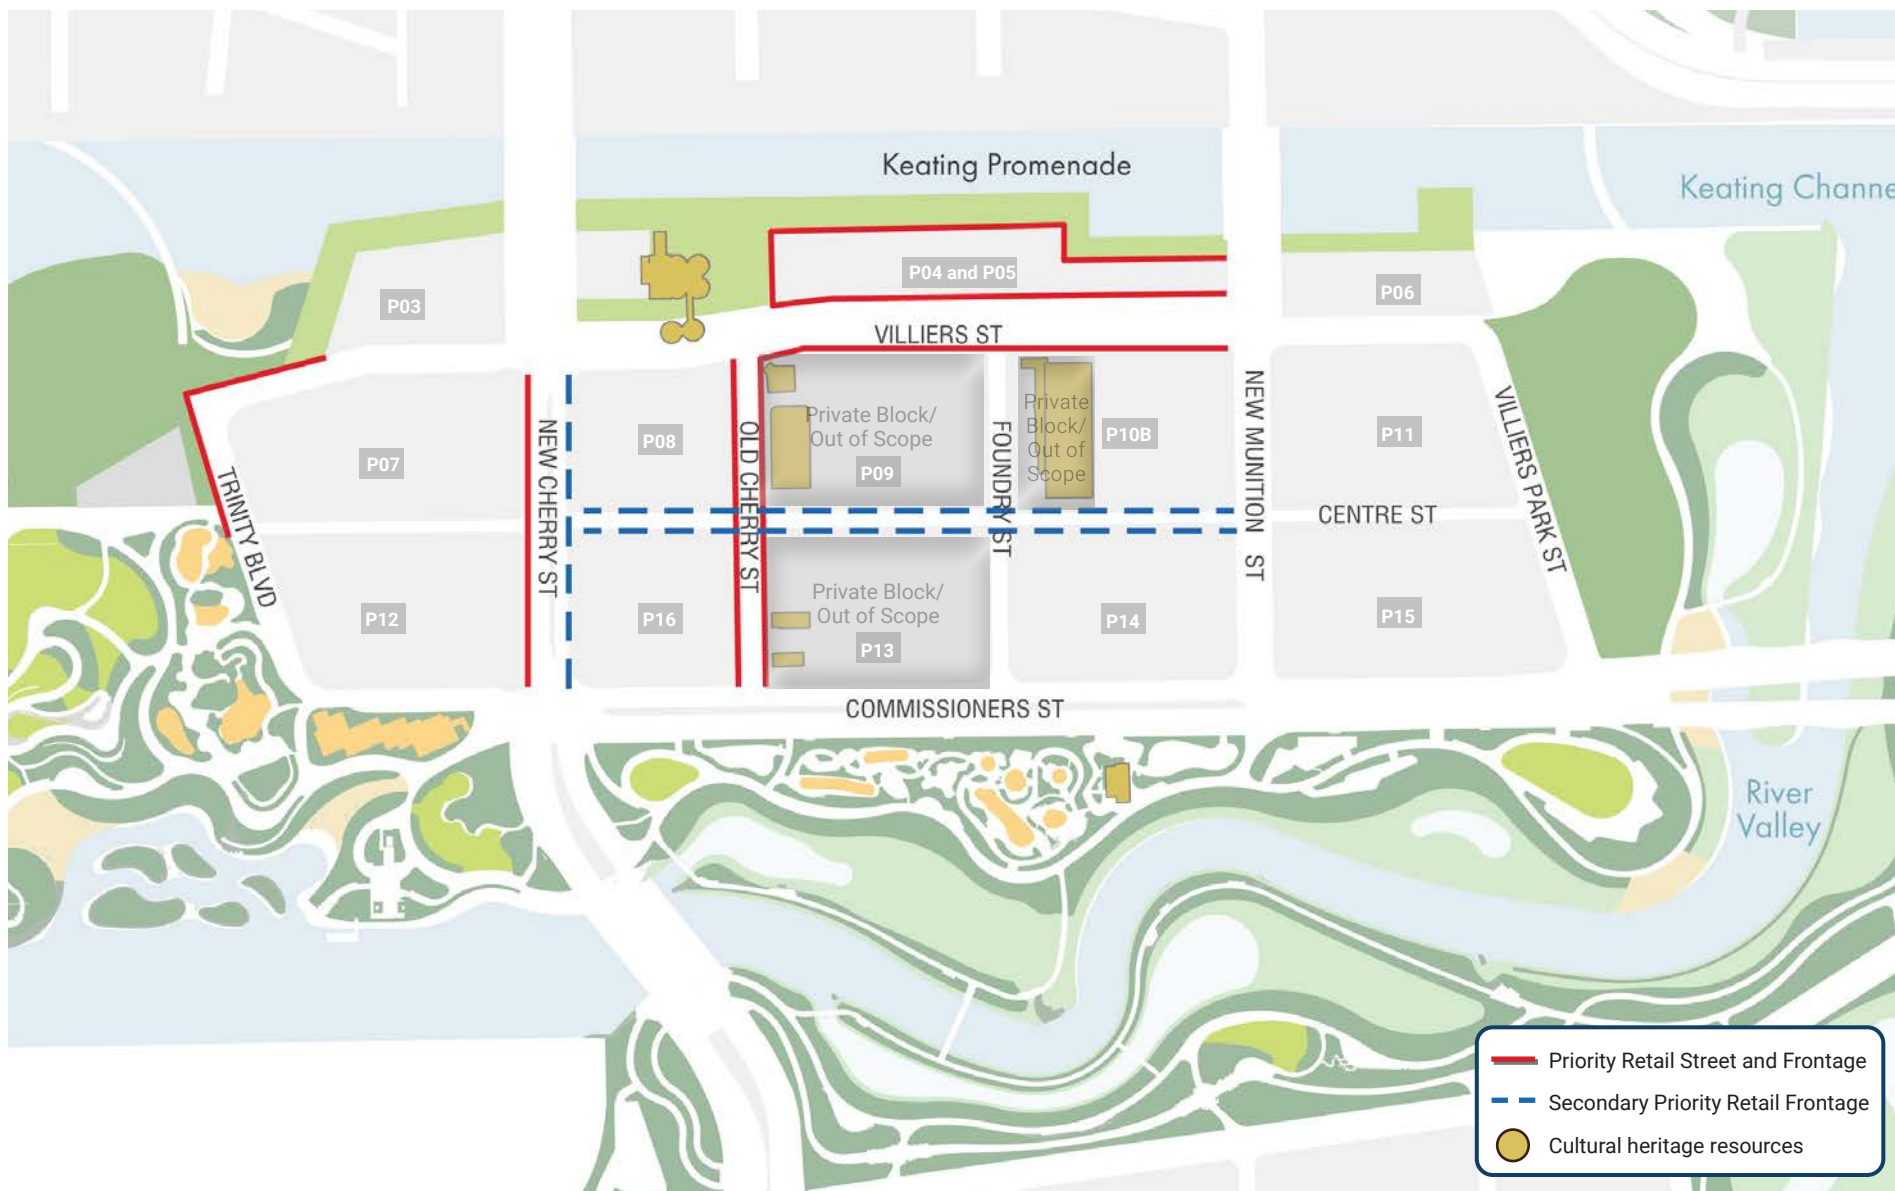 Keating Promenade
Keating Channe
P03
P04 and P05
P06
VILLIERS ST
P07
NEW CHERRY ST
P08
OLD CHERRY ST
Private Block/
Out of Scope
P09
FOUNDRY ST
Private
Block/
Out of
Scope
P10B
NEW MUNITION ST
P11
VILLIERS PARK ST
TRINITY BLVD
CENTRE ST
P12
P16
Private Block/
Out of Scope
P13
P14
P15
COMMISSIONERS ST
River
Valley
Priority Retail Street and Frontage
Secondary Priority Retail Frontage
Cultural heritage resources